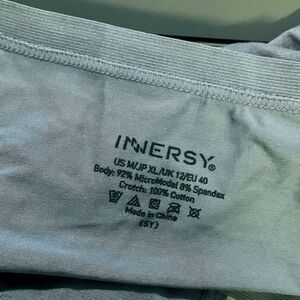 INNERSY®
US M/JP XL/UK 12/EU 40
Body: 92% MicroModal 8% Spandex
Crotch: 100% Cotton
Made in China
(SY)